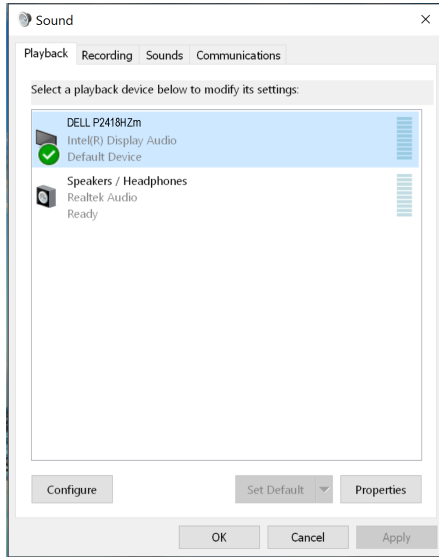 Sound
Playback Recording Sounds Communications
Select a playback device below to modify its settings:
DELL P2418HZm
Intel(R) Display Audio
Default Device
Speakers / Headphones
Realtek Audio
Ready
Configure Set Default Properties
OK Cancel Apply